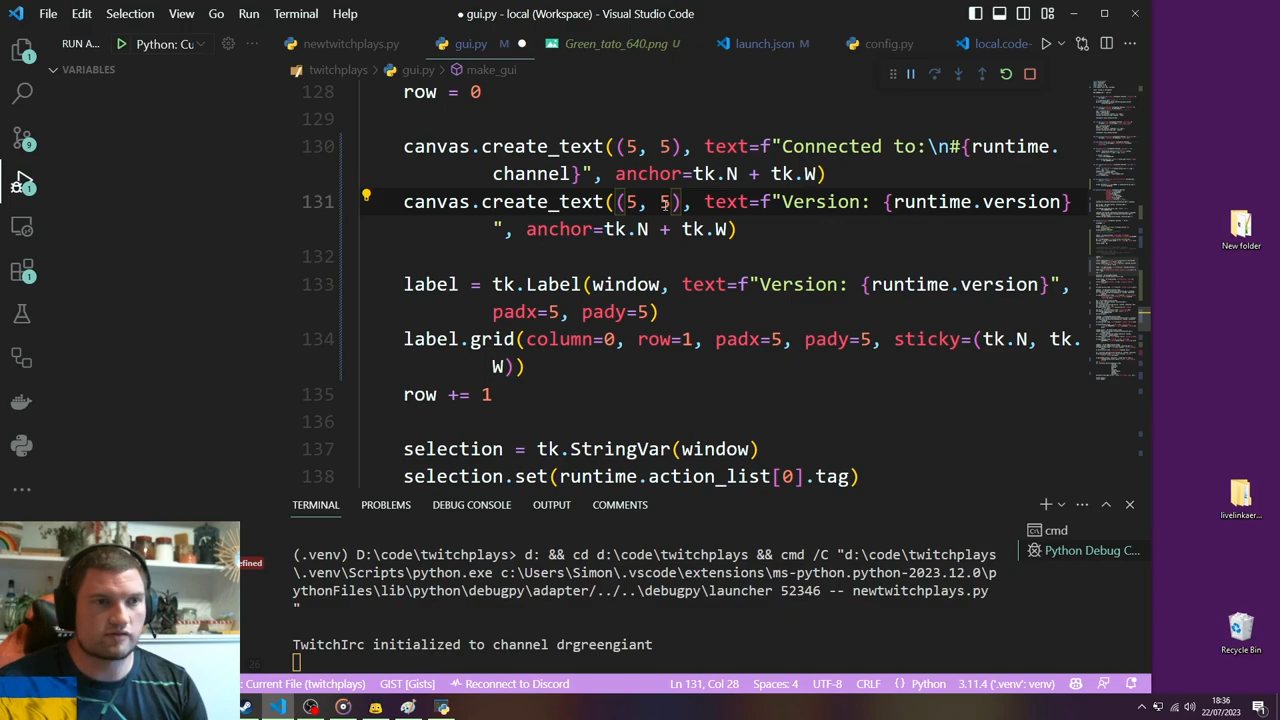 File Edit Selection View Go Run Terminal Help
● gui.py - local (Workspace) - Visual Studio Code
RUN A... Python: Cu
newtwitchplays.py
gui.py M ●
Green_tato_640.png U
launch.json M
config.py
local.code-
VARIABLES
twitchplays > gui.py > make_gui
128 row = 0
129
130 canvas.create_text((5, 5), text=f"Connected to:\n#{runtime.
channel}", anchor=tk.N + tk.W)
131 canvas.create_text((5, 5), text=f"Version: {runtime.version}
", anchor=tk.N + tk.W)
132
133 label = tk.Label(window, text=f"Version: {runtime.version}",
padx=5, pady=5)
134 label.grid(column=0, row=1, padx=5, pady=5, sticky=(tk.N, tk.
W))
135 row += 1
136
137 selection = tk.StringVar(window)
138 selection.set(runtime.action_list[0].tag)
TERMINAL PROBLEMS DEBUG CONSOLE OUTPUT COMMENTS
(.venv) D:\code\twitchplays> d: && cd d:\code\twitchplays && cmd /C "d:\code\twitchplays
\.venv\Scripts\python.exe c:\Users\Simon\.vscode\extensions\ms-python.python-2023.12.0\p
ythonFiles\lib\python\debugpy\adapter/../..\debugpy\launcher 52346 -- newtwitchplays.py
"
TwitchIrc initialized to channel drgreengiant
cmd
Python Debug C...
: Current File (twitchplays) GIST [Gists] Reconnect to Discord Ln 131, Col 28 Spaces: 4 UTF-8 CRLF Python 3.11.4 ('.venv': venv)
New folder
livelinkaer...
Recycle Bin
18:36
22/07/2023